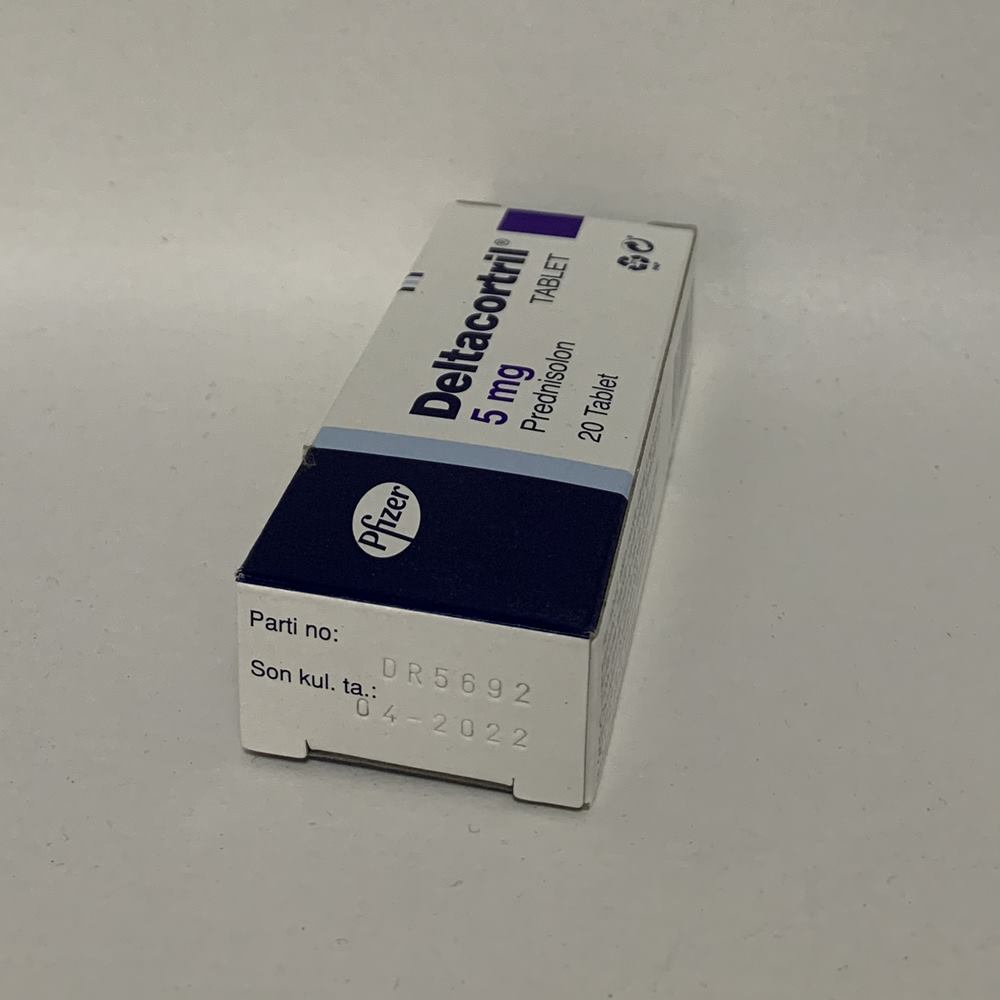 Deltacortril®
5 mg TABLET
Prednisolon
20 Tablet
Pfizer
Parti no:
DR5692
Son kul. ta.:
04-2022